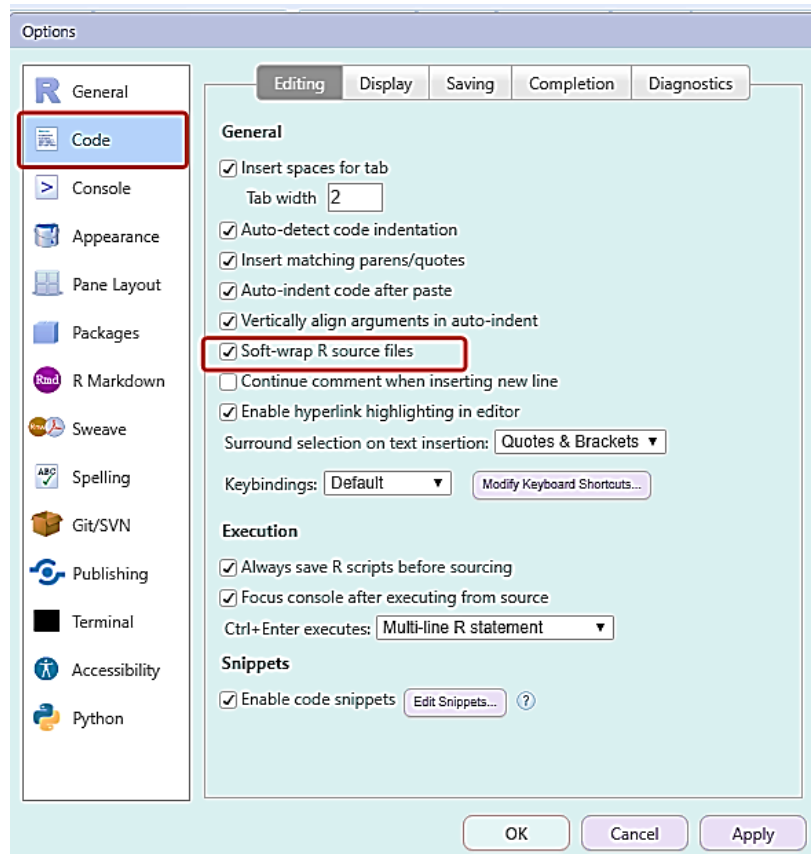 Options
General
Code
Console
Appearance
Pane Layout
Packages
Rmd R Markdown
Sweave
ABC Spelling
Git/SVN
Publishing
Terminal
Accessibility
Python
Editing Display Saving Completion Diagnostics
General
Insert spaces for tab
Tab width 2
Auto-detect code indentation
Insert matching parens/quotes
Auto-indent code after paste
Vertically align arguments in auto-indent
Soft-wrap R source files
Continue comment when inserting new line
Enable hyperlink highlighting in editor
Surround selection on text insertion: Quotes & Brackets
Keybindings: Default Modify Keyboard Shortcuts...
Execution
Always save R scripts before sourcing
Focus console after executing from source
Ctrl+Enter executes: Multi-line R statement
Snippets
Enable code snippets Edit Snippets... ?
OK Cancel Apply